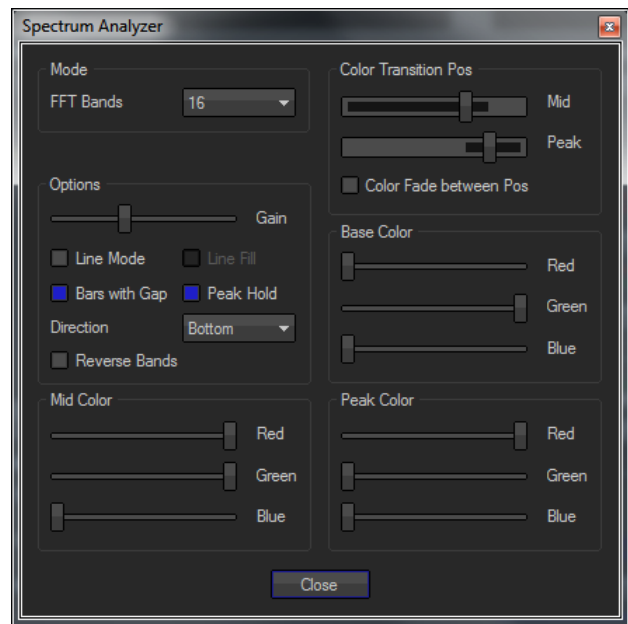 Spectrum Analyzer
Mode
FFT Bands 16
Color Transition Pos
Mid
Peak
Color Fade between Pos
Options
Gain
Line Mode Line Fill
Bars with Gap Peak Hold
Direction Bottom
Reverse Bands
Base Color
Red
Green
Blue
Mid Color
Red
Green
Blue
Peak Color
Red
Green
Blue
Close